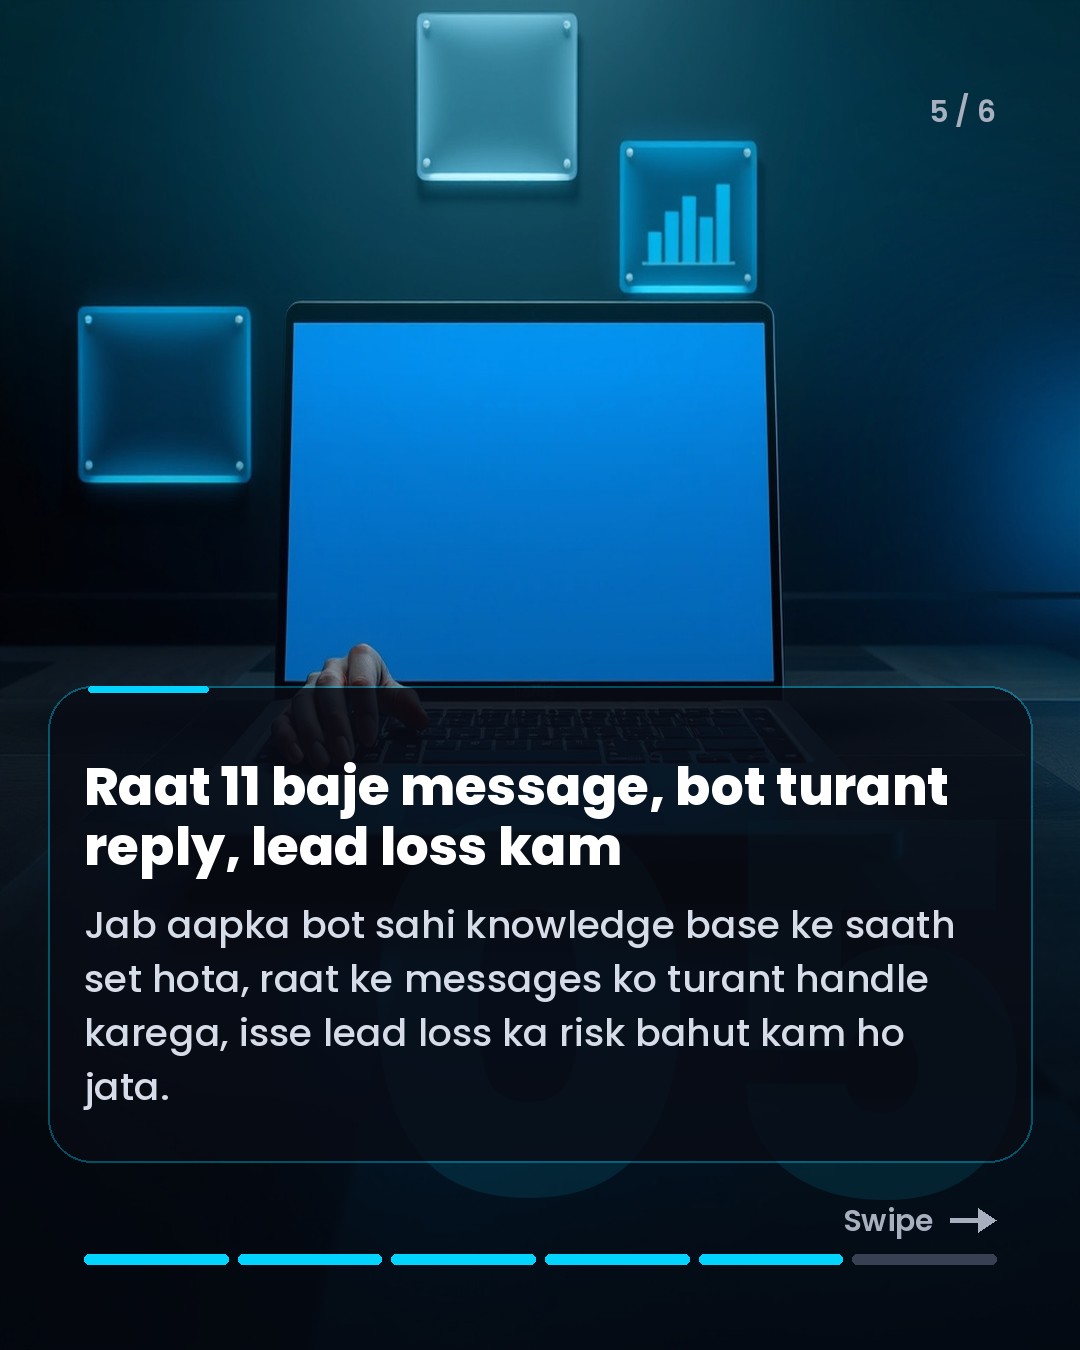 5 / 6
Raat 11 baje message, bot turant
reply, lead loss kam
Jab aapka bot sahi knowledge base ke saath
set hota, raat ke messages ko turant handle
karega, isse lead loss ka risk bahut kam ho
jata.
05
Swipe